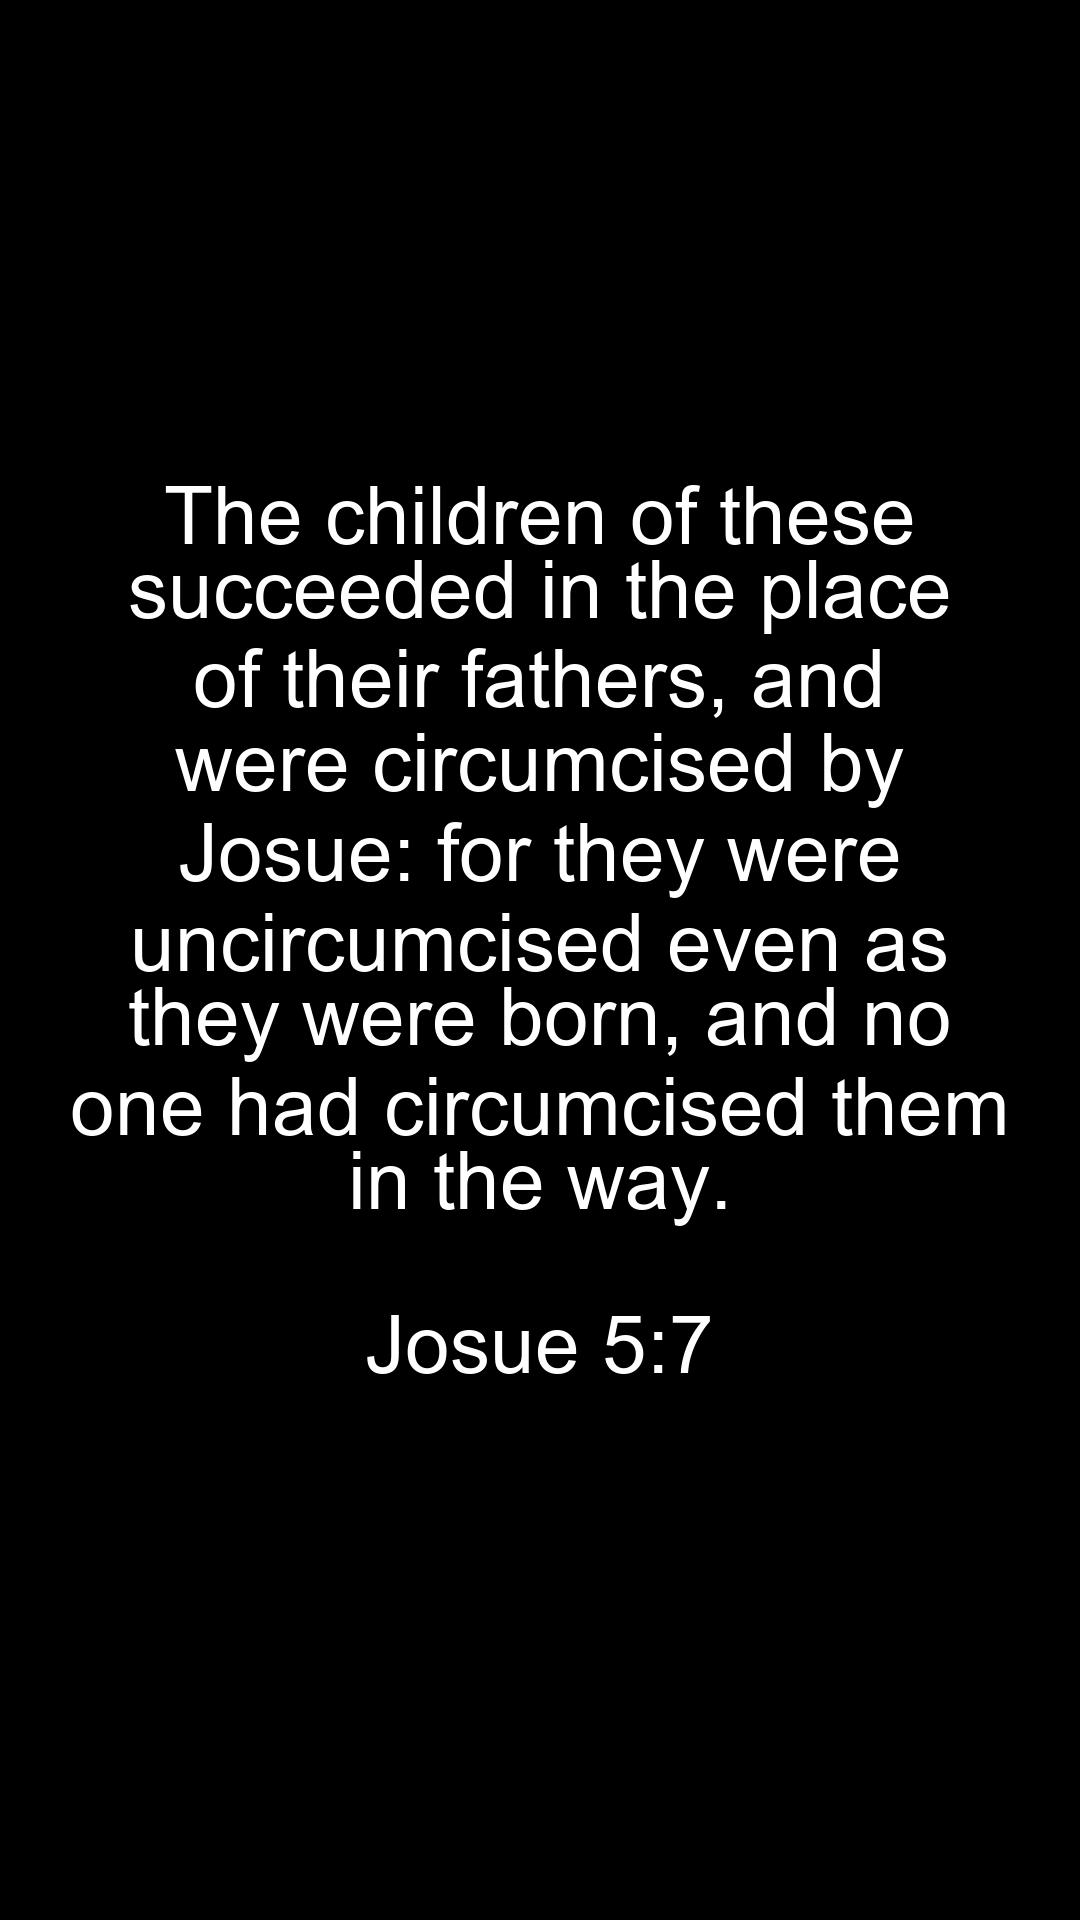 The children of these
succeeded in the place
of their fathers, and
were circumcised by
Josue: for they were
uncircumcised even as
they were born, and no
one had circumcised them
in the way.
Josue 5:7